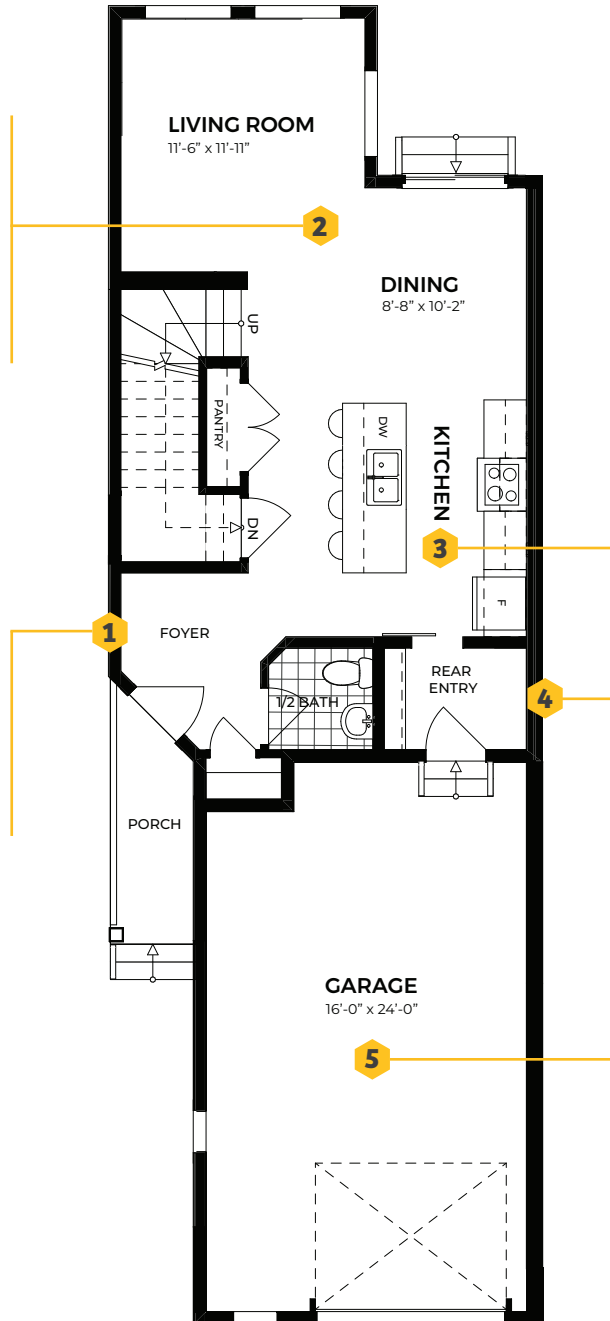 LIVING ROOM
11’-6” x 11’-11”
2
DINING
8’-8” x 10’-2”
UP
PANTRY
DW
KITCHEN
DN
3
F
1
FOYER
REAR
ENTRY
4
1/2 BATH
PORCH
GARAGE
16’-0” x 24’-0”
5